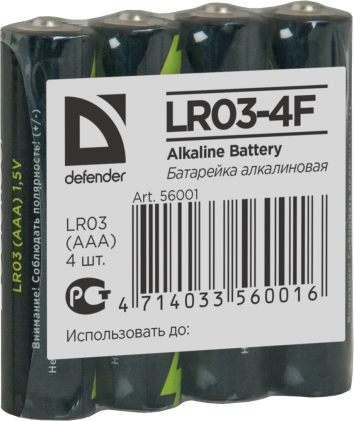 defender
LR03-4F
Alkaline Battery
Батарейка алкалиновая
Art. 56001
LR03
(AAA)
4 шт.
4 714033 560016
Использовать до:
LR03 (AAA) 1,5V
Внимание! Соблюдать полярность! (+/-)